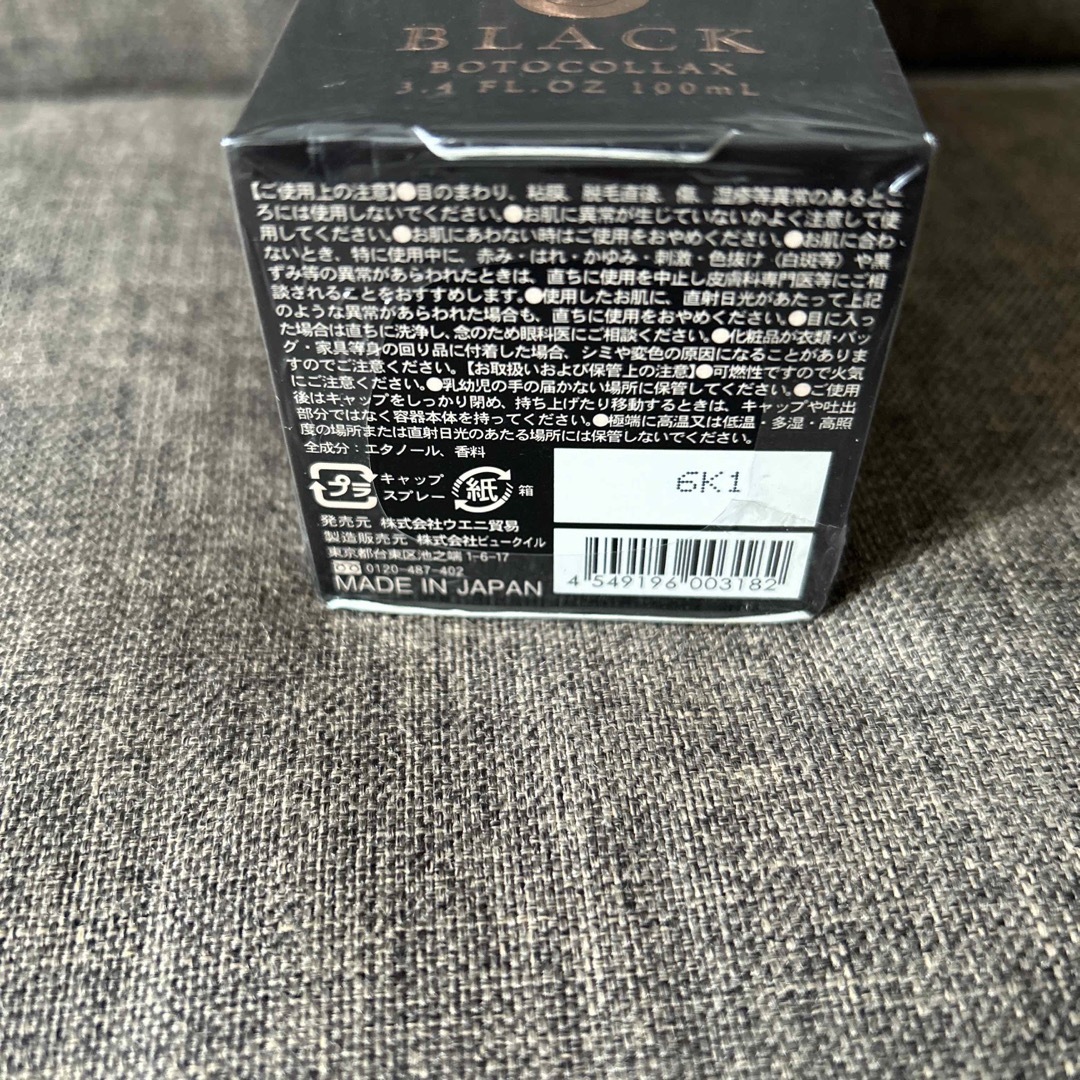 BLACK
BOTOCOLLAX
3.4 FL.OZ 100mL
【ご使用上の注意】●目のまわり、粘膜、脱毛直後、傷、湿疹等異常のあるとこ
ろには使用しないでください。●お肌に異常が生じていないかよく注意して使
用してください。●お肌にあわない時はご使用をおやめください。●お肌に合わ
ないとき、特に使用中に、赤み・はれ・かゆみ・刺激・色抜け（白斑等）や黒
ずみ等の異常があらわれたときは、直ちに使用を中止し皮膚科専門医等にご相
談されることをおすすめします。●使用したお肌に、直射日光があたって上記
のような異常があらわれた場合も、直ちに使用をおやめください。●目に入っ
た場合は直ちに洗浄し、念のため眼科医にご相談ください。●化粧品が衣類・バッ
グ・家具等身の回り品に付着した場合、シミや変色の原因になることがありま
すのでご注意ください。【お取扱いおよび保管上の注意】●可燃性ですので火気
にご注意ください。●乳幼児の手の届かない場所に保管してください。●ご使用
後はキャップをしっかり閉め、持ち上げたり移動するときは、キャップや吐出
部分ではなく容器本体を持ってください。●極端に高温又は低温・多湿・高照
度の場所または直射日光のあたる場所には保管しないでください。
全成分：エタノール、香料
プラ キャップ スプレー 紙 箱
6K1
発売元 株式会社ウエニ貿易
製造販売元 株式会社ビュークイル
東京都台東区池之端1-6-17
0120-487-402
MADE IN JAPAN
4 549196 003182